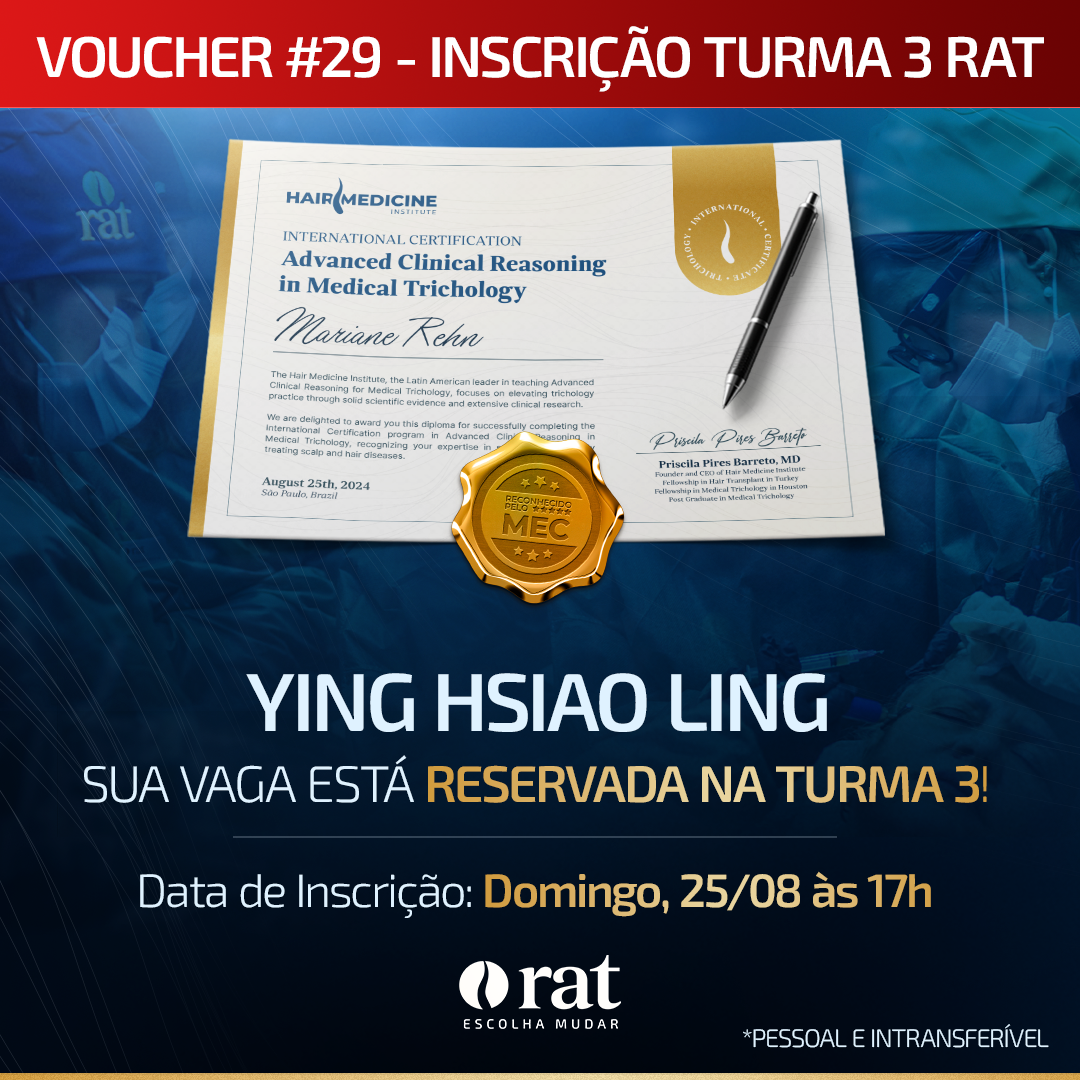 VOUCHER #29 - INSCRIÇÃO TURMA 3 RAT
rat
HAIR MEDICINE
INSTITUTE
INTERNATIONAL CERTIFICATION
Advanced Clinical Reasoning
in Medical Trichology
Mariane Rehn
The Hair Medicine Institute, the Latin American leader in teaching Advanced
Clinical Reasoning for Medical Trichology, focuses on elevating trichology
practice through solid scientific evidence and extensive clinical research.
We are delighted to award you this diploma for successfully completing the
International Certification program in Advanced Clinical Reasoning in
Medical Trichology, recognizing your expertise in
treating scalp and hair diseases.
August 25th, 2024
São Paulo, Brazil
INTERNATIONAL • CERTIFICATE • TRICHOLOGY •
Priscila Pires Barreto
Priscila Pires Barreto, MD
Founder and CEO of Hair Medicine Institute
Fellowship in Hair Transplant in Turkey
Fellowship in Medical Trichology in Houston
Post Graduate in Medical Trichology
RECONHECIDO
PELO
MEC
YING HSIAO LING
SUA VAGA ESTÁ RESERVADA NA TURMA 3!
Data de Inscrição: Domingo, 25/08 às 17h
rat
ESCOLHA MUDAR
*PESSOAL E INTRANSFERÍVEL